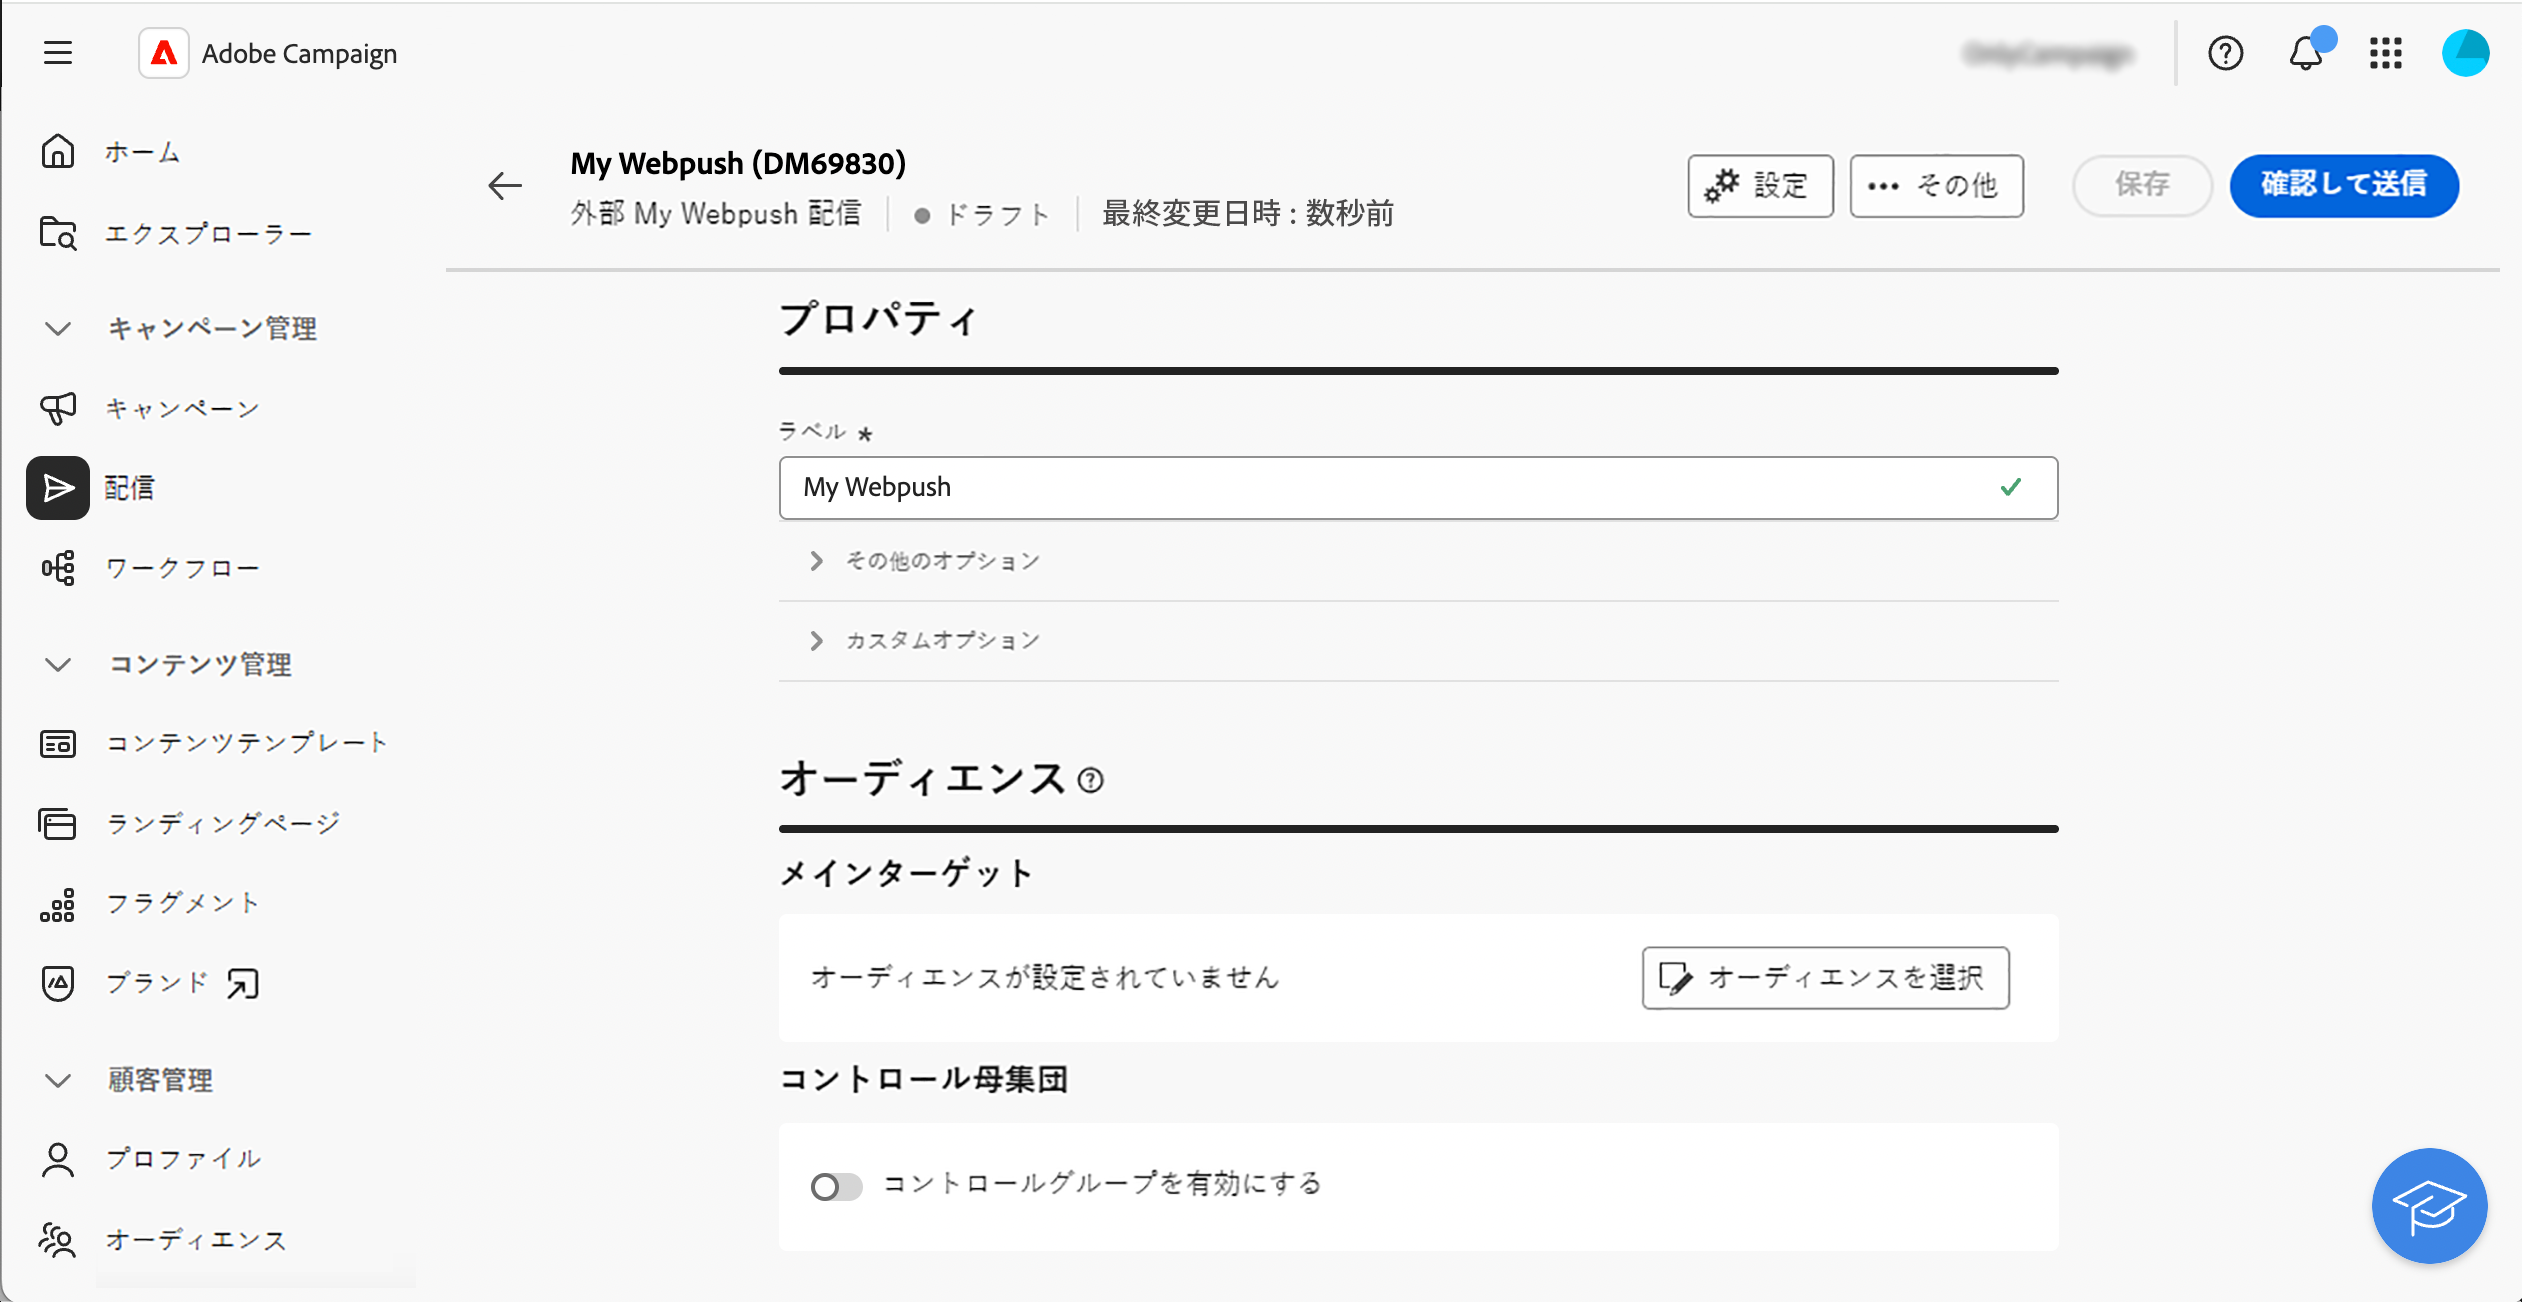 Adobe Campaign
ホーム
エクスプローラー
キャンペーン管理
キャンペーン
配信
ワークフロー
コンテンツ管理
コンテンツテンプレート
ランディングページ
フラグメント
ブランド
顧客管理
プロファイル
オーディエンス
My Webpush (DM69830)
外部 My Webpush 配信
ドラフト
最終変更日時 : 数秒前
設定
••• その他
保存
確認して送信
プロパティ
ラベル *
My Webpush
その他のオプション
カスタムオプション
オーディエンス
メインターゲット
オーディエンスが設定されていません
オーディエンスを選択
コントロール母集団
コントロールグループを有効にする